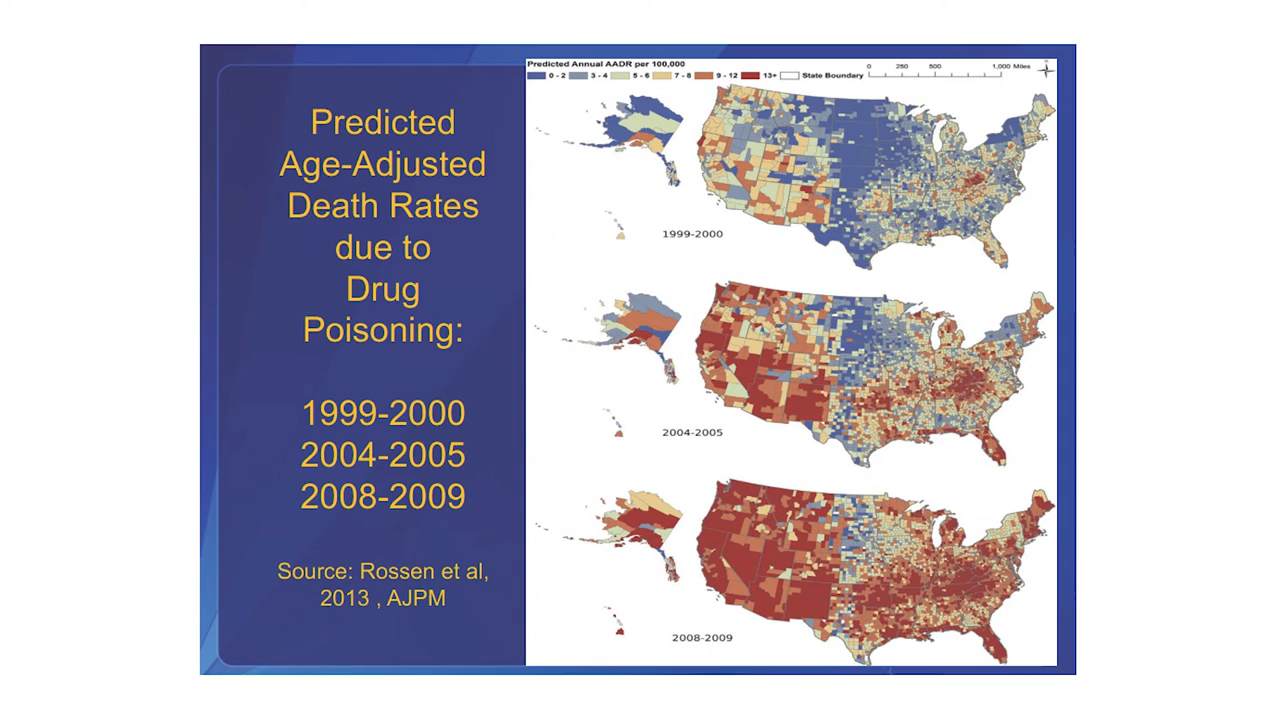 Predicted
Age-Adjusted
Death Rates
due to
Drug
Poisoning:
1999-2000
2004-2005
2008-2009
Source: Rossen et al,
2013 , AJPM
Predicted Annual AADR per 100,000
0 - 2 3 - 4 5 - 6 7 - 8 9 - 12 13+ State Boundary
0 250 500 1,000 Miles
1999-2000
2004-2005
2008-2009